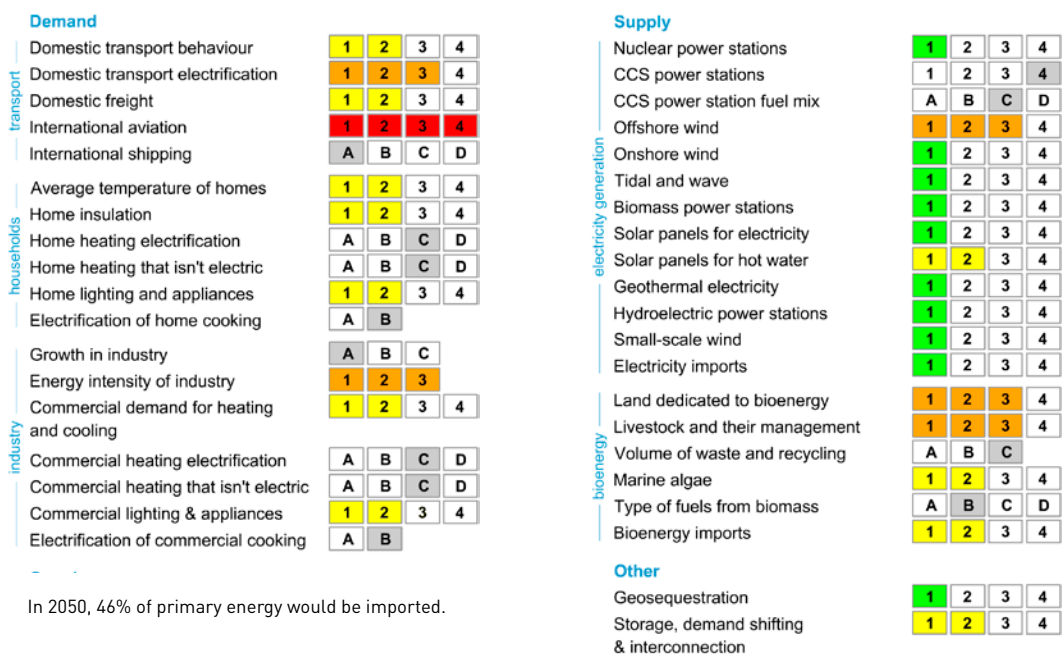 Demand
transport
Domestic transport behaviour 1 2 3 4
Domestic transport electrification 1 2 3 4
Domestic freight 1 2 3 4
International aviation 1 2 3 4
International shipping A B C D
households
Average temperature of homes 1 2 3 4
Home insulation 1 2 3 4
Home heating electrification A B C D
Home heating that isn't electric A B C D
Home lighting and appliances 1 2 3 4
Electrification of home cooking A B
industry
Growth in industry A B C
Energy intensity of industry 1 2 3
Commercial demand for heating 1 2 3 4
and cooling
Commercial heating electrification A B C D
Commercial heating that isn't electric A B C D
Commercial lighting & appliances 1 2 3 4
Electrification of commercial cooking A B
In 2050, 46% of primary energy would be imported.
Supply
electricity generation
Nuclear power stations 1 2 3 4
CCS power stations 1 2 3 4
CCS power station fuel mix A B C D
Offshore wind 1 2 3 4
Onshore wind 1 2 3 4
Tidal and wave 1 2 3 4
Biomass power stations 1 2 3 4
Solar panels for electricity 1 2 3 4
Solar panels for hot water 1 2 3 4
Geothermal electricity 1 2 3 4
Hydroelectric power stations 1 2 3 4
Small-scale wind 1 2 3 4
Electricity imports 1 2 3 4
bioenergy
Land dedicated to bioenergy 1 2 3 4
Livestock and their management 1 2 3 4
Volume of waste and recycling A B C
Marine algae 1 2 3 4
Type of fuels from biomass A B C D
Bioenergy imports 1 2 3 4
Other
Geosequestration 1 2 3 4
Storage, demand shifting 1 2 3 4
& interconnection